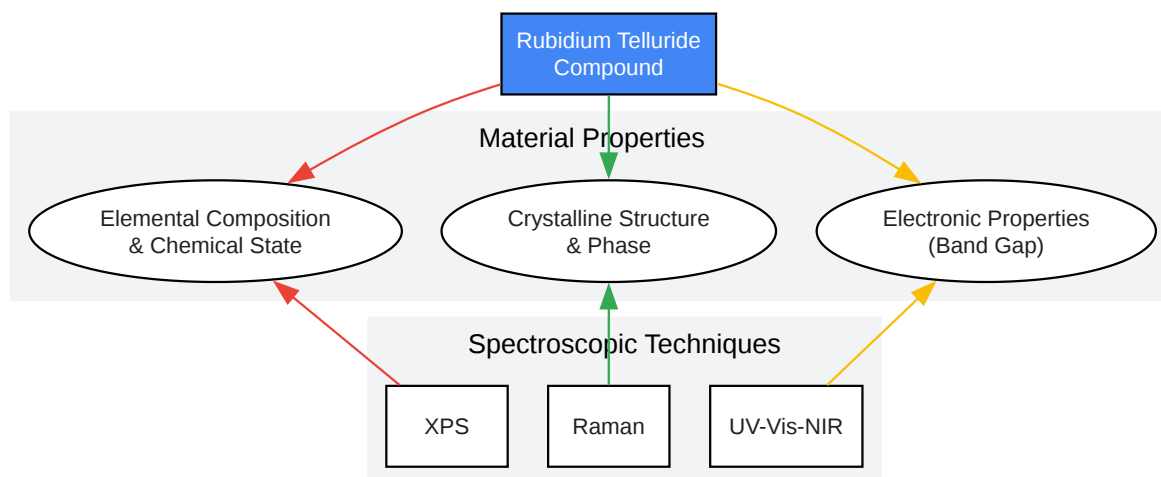 Rubidium Telluride
Compound
Material Properties
Elemental Composition
& Chemical State
Crystalline Structure
& Phase
Electronic Properties
(Band Gap)
Spectroscopic Techniques
XPS
Raman
UV-Vis-NIR